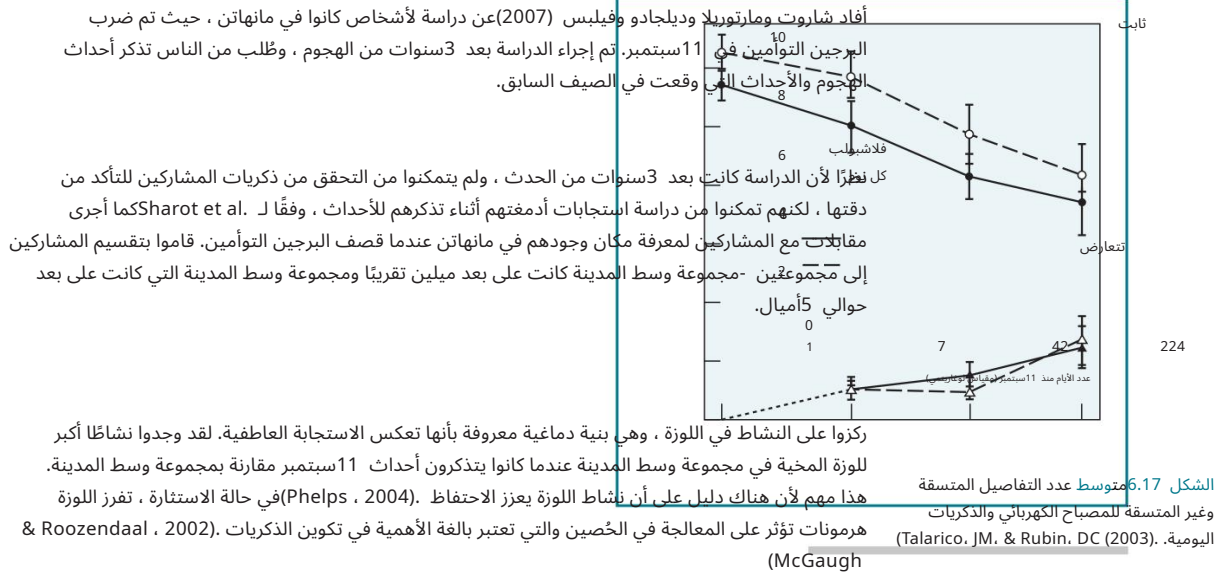 أفاد شاروت ومارتوريلا وديلجادو وفيلبس (2007)عن دراسة لأشخاص كانوا في مانهاتن ، حيث تم ضرب
البرجين التوأمين في 11سبتمبر. تم إجراء الدراسة بعد 3سنوات من الهجوم ، وطُلب من الناس تذكر أحداث
الهجوم والأحداث التي وقعت في الصيف السابق.
نظرًا لأن الدراسة كانت بعد 3سنوات من الحدث ، ولم يتمكنوا من التحقق من ذكريات المشاركين للتأكد من
دقتها ، لكنهم تمكنوا من دراسة استجابات أدمغتهم أثناء تذكرهم للأحداث ، وفقًا لـ .Sharot et alكما أجرى
مقابلات مع المشاركين لمعرفة مكان وجودهم في مانهاتن عندما قصف البرجين التوأمين. قاموا بتقسيم المشاركين
إلى مجموعتين -مجموعة وسط المدينة كانت على بعد ميلين تقريبًا ومجموعة وسط المدينة التي كانت على بعد
حوالي 5أميال.
ركزوا على النشاط في اللوزة ، وهي بنية دماغية معروفة بأنها تعكس الاستجابة العاطفية. لقد وجدوا نشاطًا أكبر
للوزة المخية في مجموعة وسط المدينة عندما كانوا يتذكرون أحداث 11سبتمبر مقارنة بمجموعة وسط المدينة.
هذا مهم لأن هناك دليل على أن نشاط اللوزة يعزز الاحتفاظ .(Phelps ، 2004)في حالة الاستثارة ، تفرز اللوزة
هرمونات تؤثر على المعالجة في الحُصين والتي تعتبر بالغة الأهمية في تكوين الذكريات .(Roozendaal ، 2002 &
McGaugh)
ثابت
10
8
6
2
0
فلاشبولب
كل يوم
تتعارض
1
7
42
224
عدد الأيام منذ 11سبتمبر (مقياس لوغاريتمي)
الشكل 6.17متوسط عدد التفاصيل المتسقة
وغير المتسقة للمصباح الكهربائي والذكريات
اليومية. .(Talarico، JM، & Rubin، DC (2003)